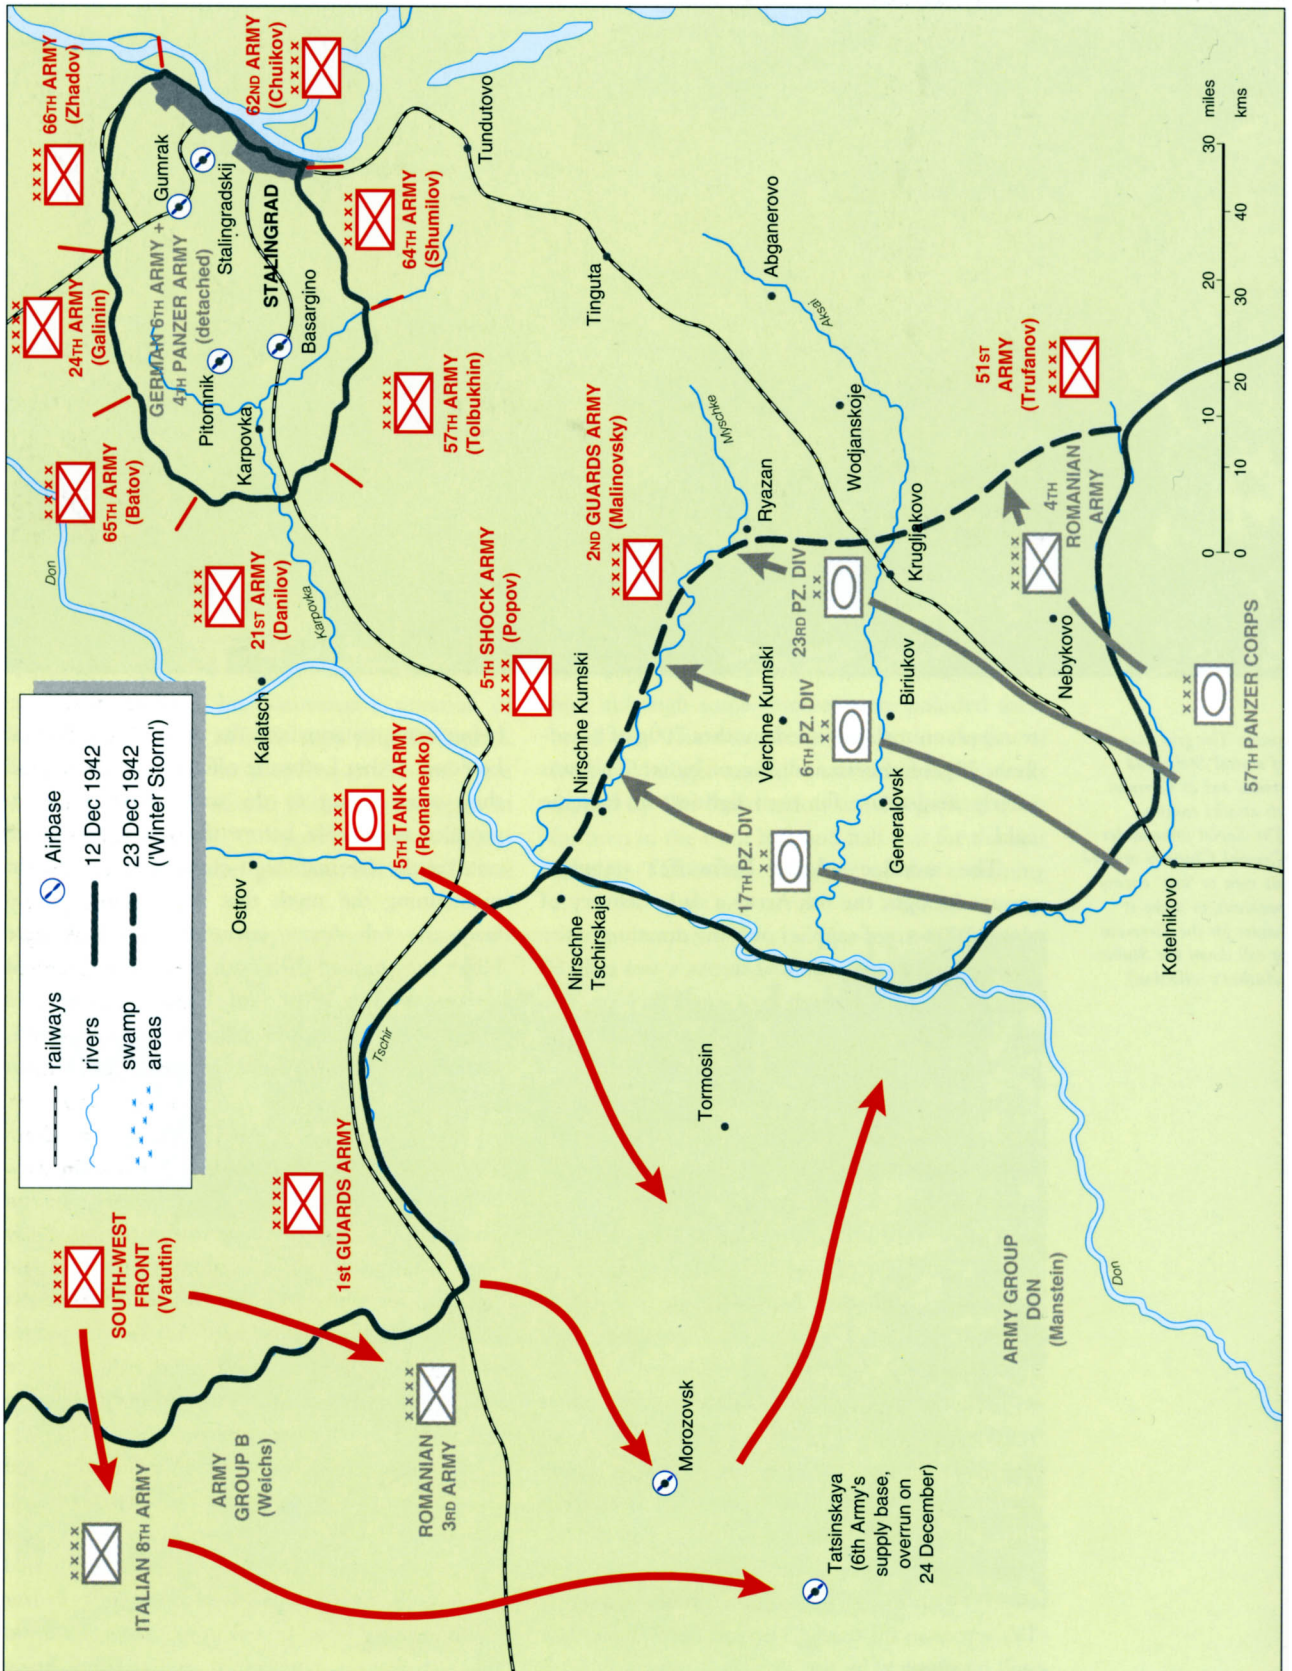 railways
rivers
swamp
areas
Airbase
12 Dec 1942
23 Dec 1942
('Winter Storm')
SOUTH-WEST
FRONT
(Vatutin)
x x x x
ITALIAN 8TH ARMY
x x x x
ARMY
GROUP B
(Weichs)
ROMANIAN
3RD ARMY
x x x x
1st GUARDS ARMY
x x x x
Tschir
Ostrov
Kalatsch
Don
5TH TANK ARMY
(Romanenko)
x x x x
21ST ARMY
(Danilov)
x x x x
Karpovka
65TH ARMY
(Batov)
x x x x
24TH ARMY
(Galinin)
x x x x
66TH ARMY
(Zhadov)
x x x x
62ND ARMY
(Chuikov)
x x x x
64TH ARMY
(Shumilov)
x x x x
57TH ARMY
(Tolbukhin)
x x x x
GERMAN 6TH ARMY +
4TH PANZER ARMY
(detached)
Gumrak
Stalingradskij
STALINGRAD
Pitomnik
Basargino
Karpovka
Tundutovo
Tinguta
Abganerovo
Aksai
Myschke
5TH SHOCK ARMY
(Popov)
x x x x
2ND GUARDS ARMY
(Malinovsky)
x x x x
51ST
ARMY
(Trufanov)
x x x x
Nirschne Kumski
Nirschne
Tschirskaja
Ryazan
Wodjanskoje
Krugljakovo
Verchne Kumski
Biriukov
Generalovsk
Nebykovo
Kotelnikovo
17TH PZ. DIV
x x
6TH PZ. DIV
x x
23RD PZ. DIV
x x
4TH
ROMANIAN
ARMY
x x x x
57TH PANZER CORPS
x x x
Tormosin
Morozovsk
Tatsinskaya
(6th Army's
supply base,
overrun on
24 December)
ARMY GROUP
DON
(Manstein)
Don
0 10 20 30 miles
0 10 20 30 40 kms